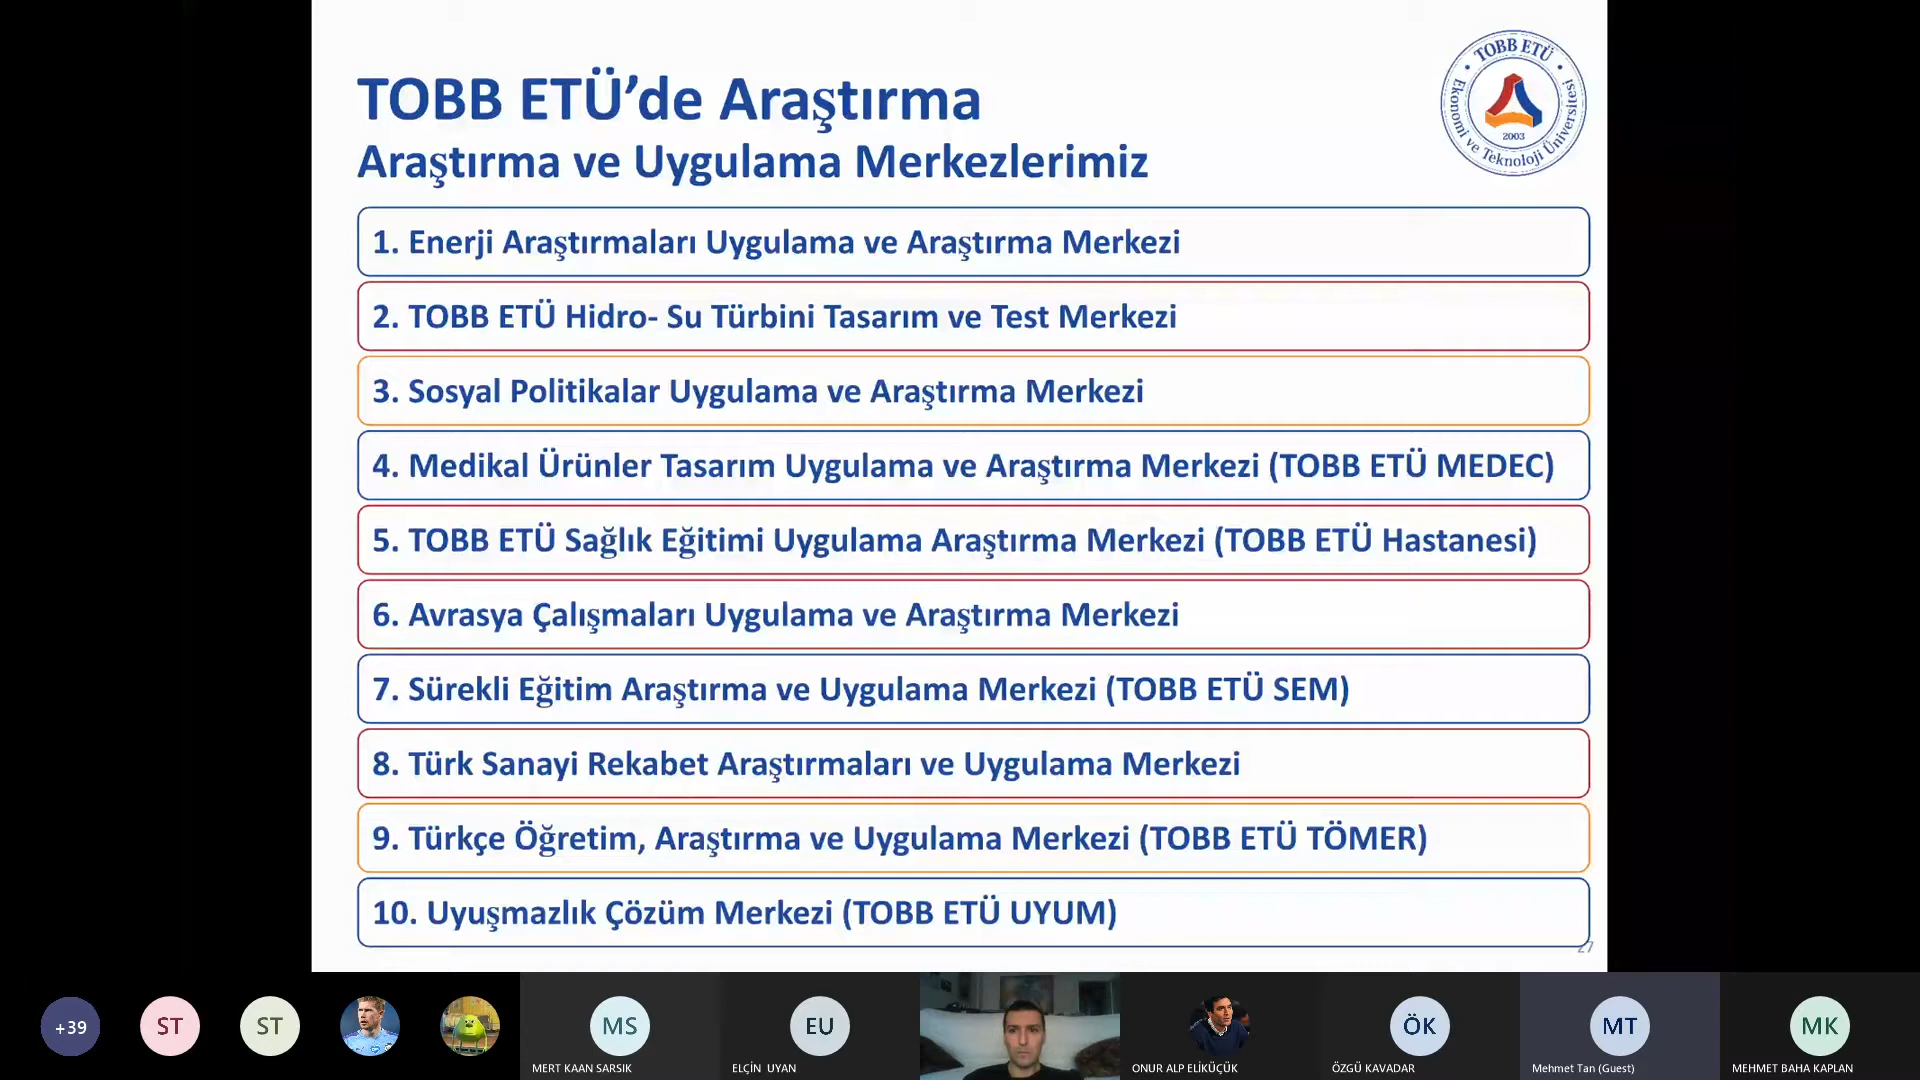 TOBB ETÜ’de Araştırma
Araştırma ve Uygulama Merkezlerimiz
TOBB ETÜ
Ekonomi ve Teknoloji Üniversitesi
2003
1. Enerji Araştırmaları Uygulama ve Araştırma Merkezi
2. TOBB ETÜ Hidro- Su Türbini Tasarım ve Test Merkezi
3. Sosyal Politikalar Uygulama ve Araştırma Merkezi
4. Medikal Ürünler Tasarım Uygulama ve Araştırma Merkezi (TOBB ETÜ MEDEC)
5. TOBB ETÜ Sağlık Eğitimi Uygulama Araştırma Merkezi (TOBB ETÜ Hastanesi)
6. Avrasya Çalışmaları Uygulama ve Araştırma Merkezi
7. Sürekli Eğitim Araştırma ve Uygulama Merkezi (TOBB ETÜ SEM)
8. Türk Sanayi Rekabet Araştırmaları ve Uygulama Merkezi
9. Türkçe Öğretim, Araştırma ve Uygulama Merkezi (TOBB ETÜ TÖMER)
10. Uyuşmazlık Çözüm Merkezi (TOBB ETÜ UYUM)
27
+39
ST
ST
MS
EU
ÖK
MT
MK
MERT KAAN SARSIK
ELÇİN UYAN
ONUR ALP ELİKÜÇÜK
ÖZGÜ KAVADAR
Mehmet Tan (Guest)
MEHMET BAHA KAPLAN